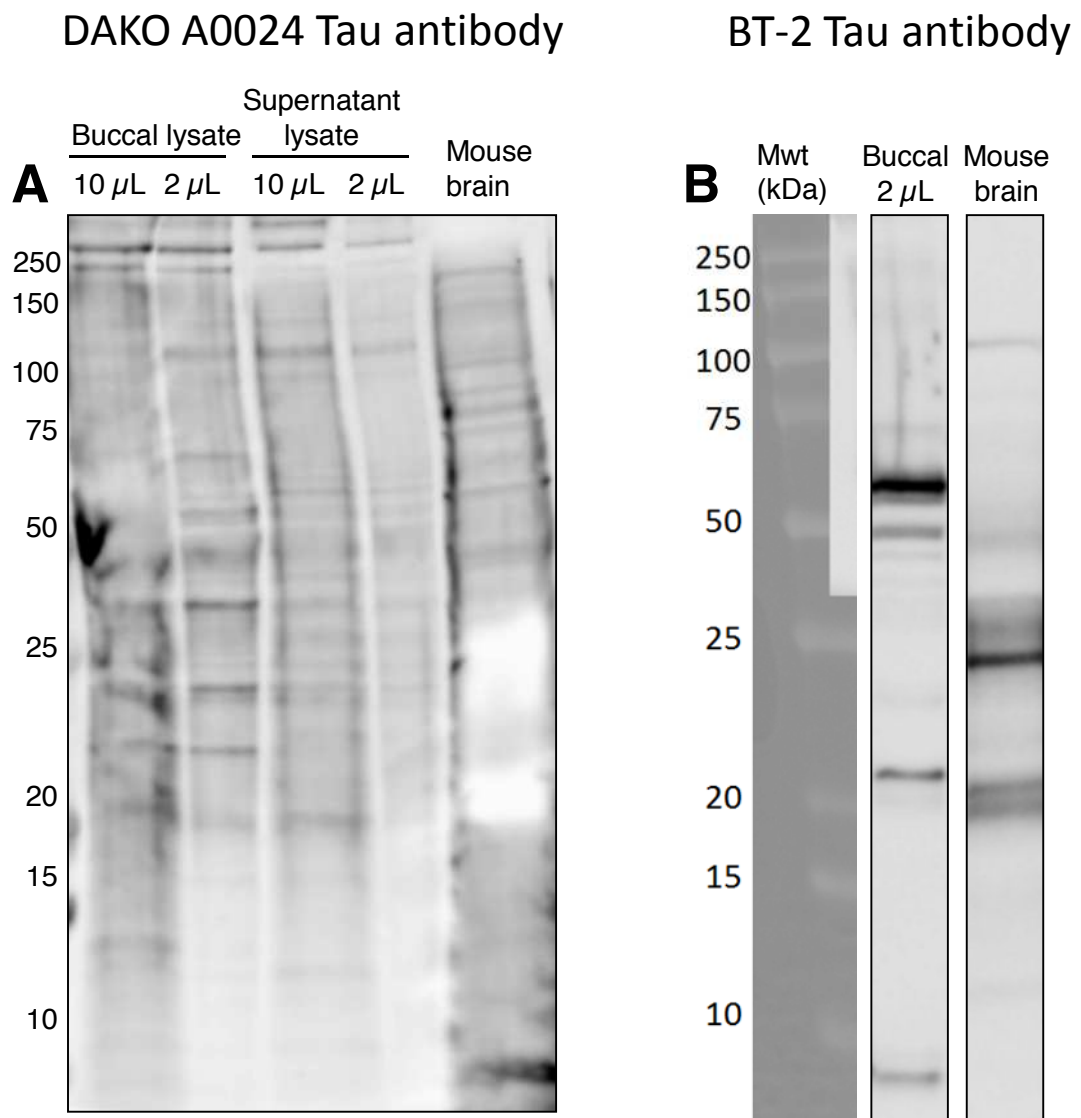 DAKO A0024 Tau antibody
BT-2 Tau antibody
A
Buccal lysate
10 µL 2 µL
Supernatant
lysate
10 µL 2 µL
Mouse
brain
250
150
100
75
50
25
20
15
10
B
Mwt
(kDa)
Buccal
2 µL
Mouse
brain
250
150
100
75
50
25
20
15
10